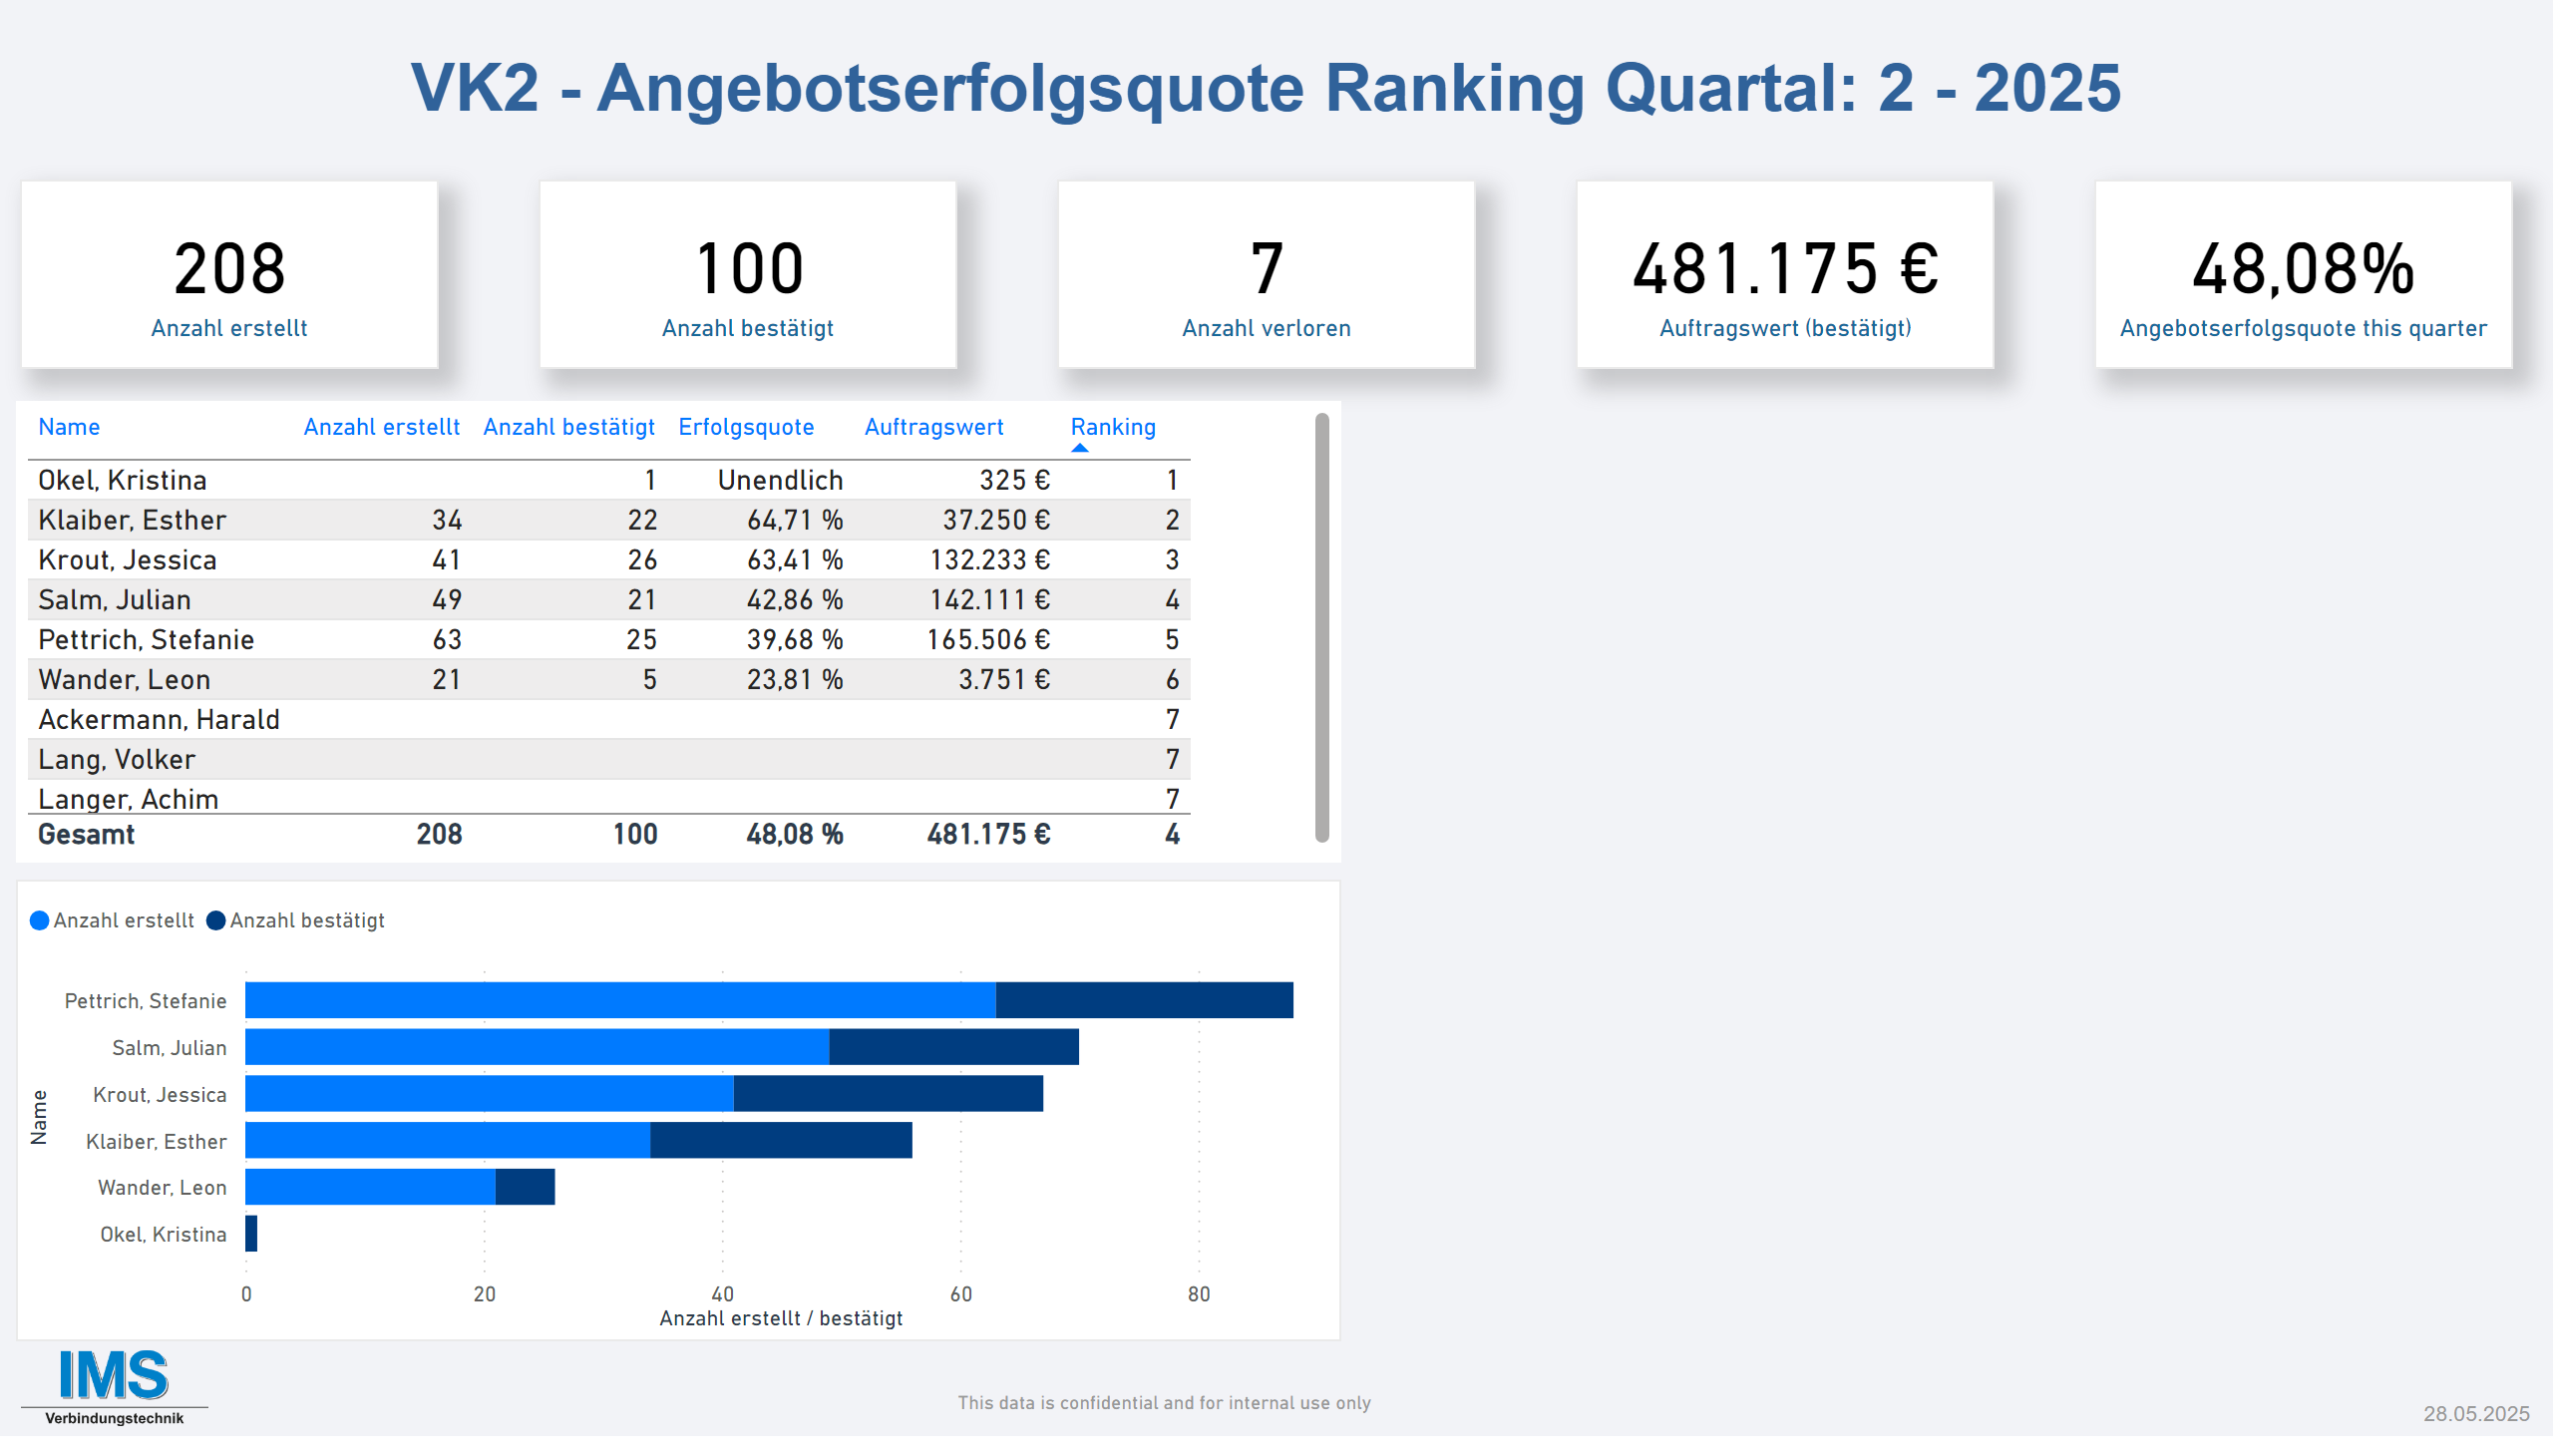 VK2 - Angebotserfolgsquote Ranking Quartal: 2 - 2025
208
Anzahl erstellt
100
Anzahl bestätigt
7
Anzahl verloren
481.175 €
Auftragswert (bestätigt)
48,08%
Angebotserfolgsquote this quarter
Name Anzahl erstellt Anzahl bestätigt Erfolgsquote Auftragswert Ranking
Okel, Kristina 1 Unendlich 325 € 1
Klaiber, Esther 34 22 64,71 % 37.250 € 2
Krout, Jessica 41 26 63,41 % 132.233 € 3
Salm, Julian 49 21 42,86 % 142.111 € 4
Pettrich, Stefanie 63 25 39,68 % 165.506 € 5
Wander, Leon 21 5 23,81 % 3.751 € 6
Ackermann, Harald 7
Lang, Volker 7
Langer, Achim 7
Gesamt 208 100 48,08 % 481.175 € 4
Anzahl erstellt Anzahl bestätigt
Pettrich, Stefanie
Salm, Julian
Krout, Jessica
Klaiber, Esther
Wander, Leon
Okel, Kristina
Name
0 20 40 60 80
Anzahl erstellt / bestätigt
IMS
Verbindungstechnik
This data is confidential and for internal use only
28.05.2025